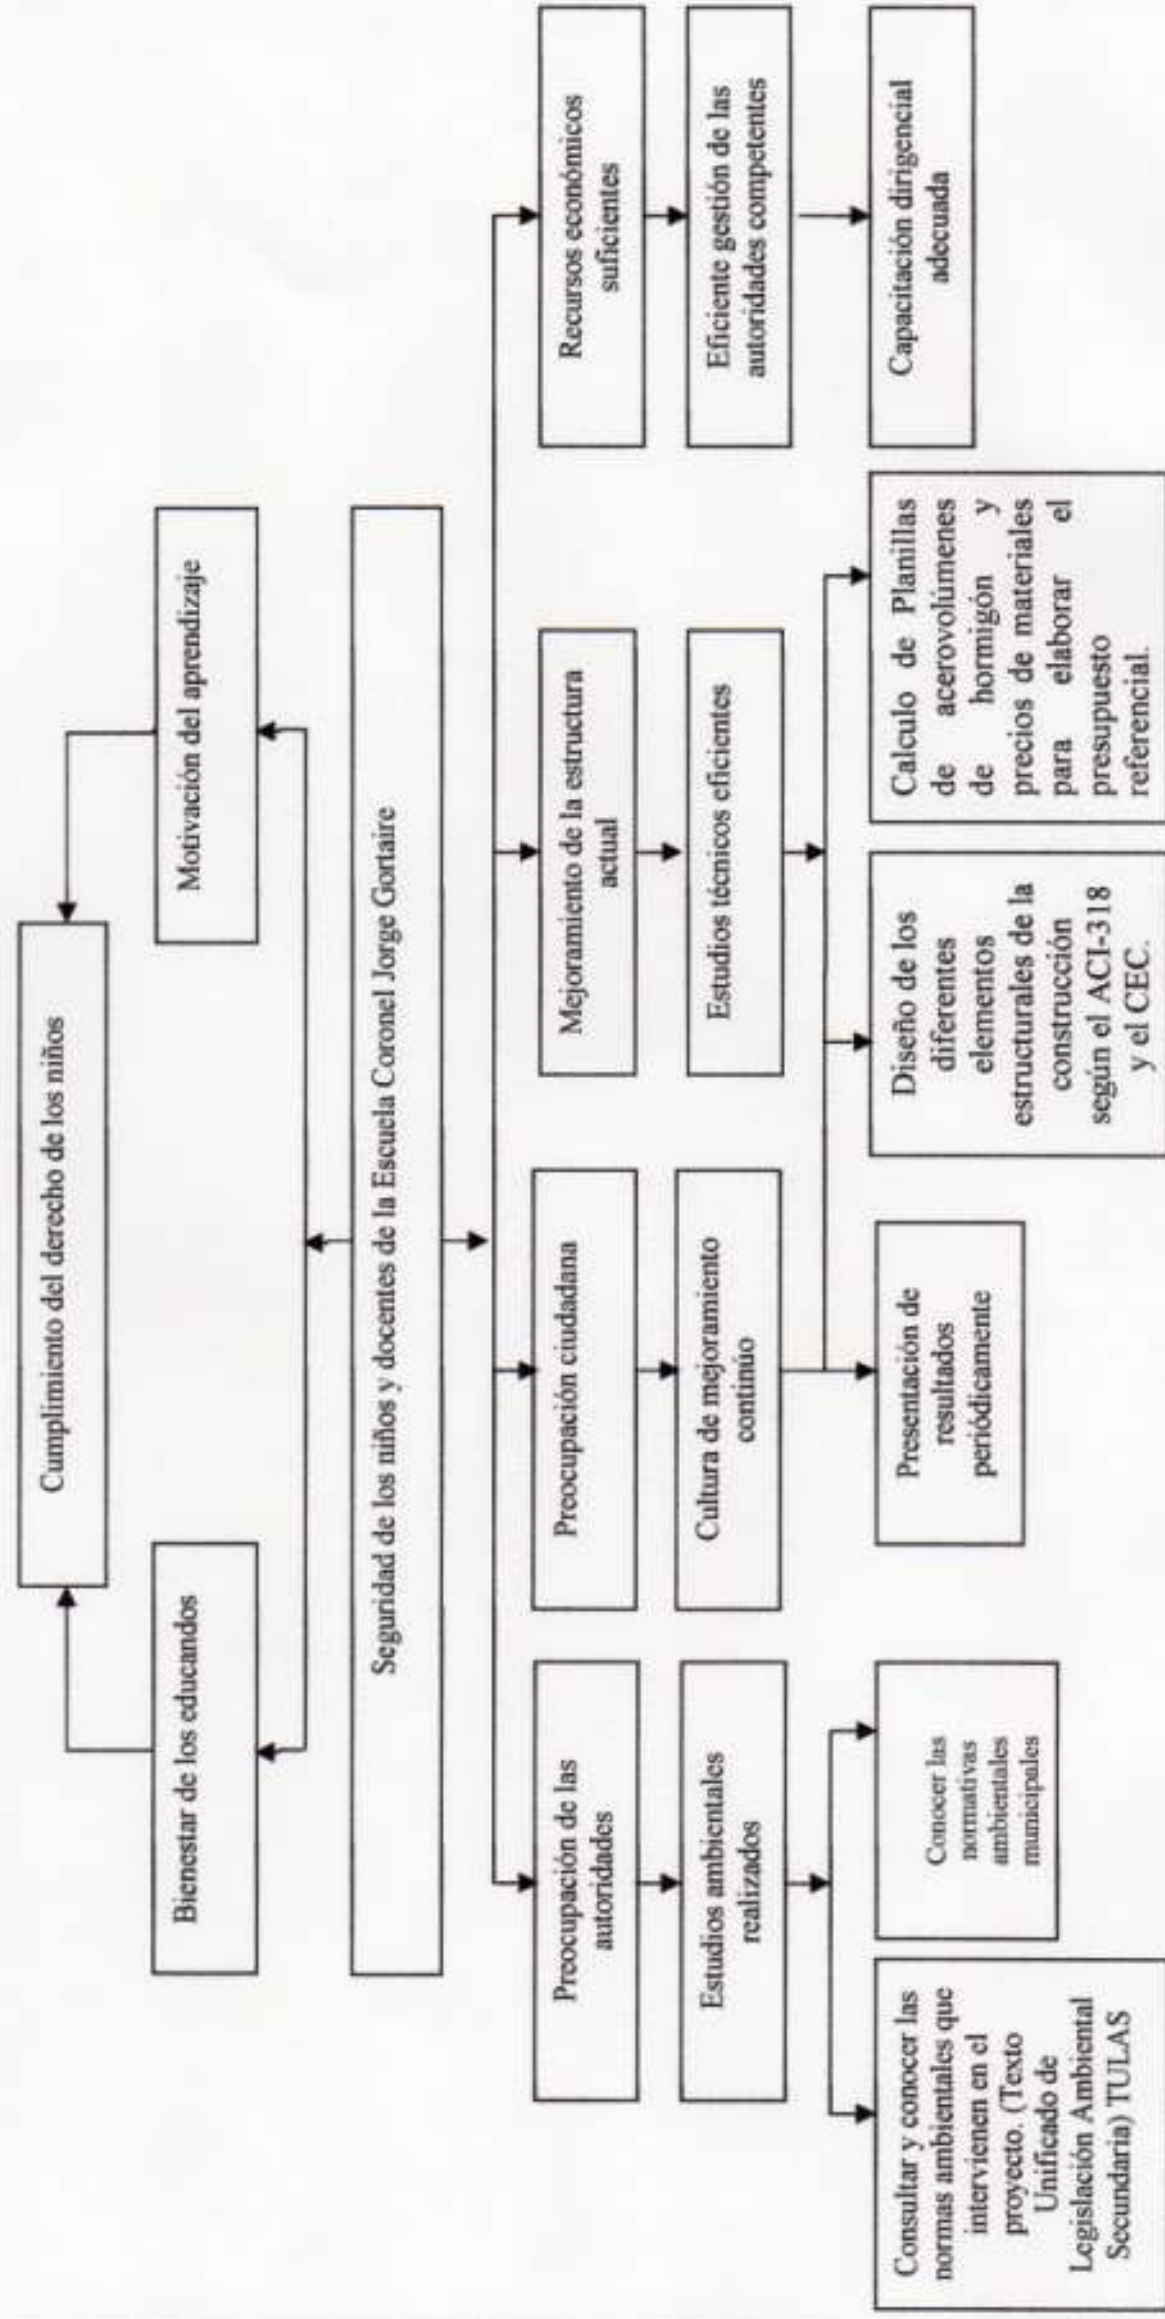 Cumplimiento del derecho de los niños
Bienestar de los educandos
Motivación del aprendizaje
Seguridad de los niños y docentes de la Escuela Coronel Jorge Gortaire
Preocupación de las
autoridades
Preocupación ciudadana
Mejoramiento de la estructura
actual
Recursos económicos
suficientes
Estudios ambientales
realizados
Cultura de mejoramiento
continúo
Estudios técnicos eficientes
Eficiente gestión de las
autoridades competentes
Consultar y conocer las
normas ambientales que
intervienen en el
proyecto. (Texto
Unificado de
Legislación Ambiental
Secundaria) TULAS
Conocer las
normativas
ambientales
municipales
Presentación de
resultados
periódicamente
Diseño de los
diferentes
elementos
estructurales de la
construcción
según el ACI-318
y el CEC.
Calculo de Planillas
de acerovolúmenes
de hormigón y
precios de materiales
para elaborar el
presupuesto
referencial.
Capacitación dirigencial
adecuada